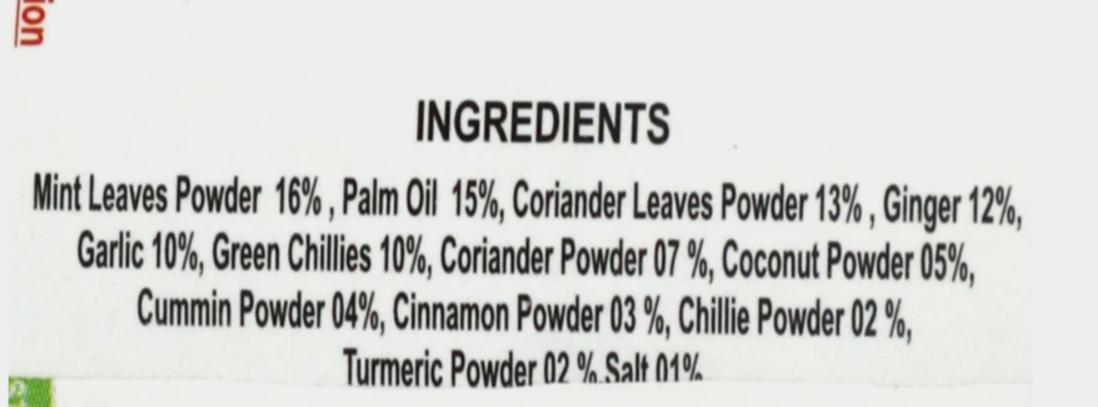 ion
INGREDIENTS
Mint Leaves Powder 16% , Palm Oil 15%, Coriander Leaves Powder 13% , Ginger 12%,
Garlic 10%, Green Chillies 10%, Coriander Powder 07 %, Coconut Powder 05%,
Cummin Powder 04%, Cinnamon Powder 03 %, Chillie Powder 02 %,
Turmeric Powder 02 %.Salt 01%